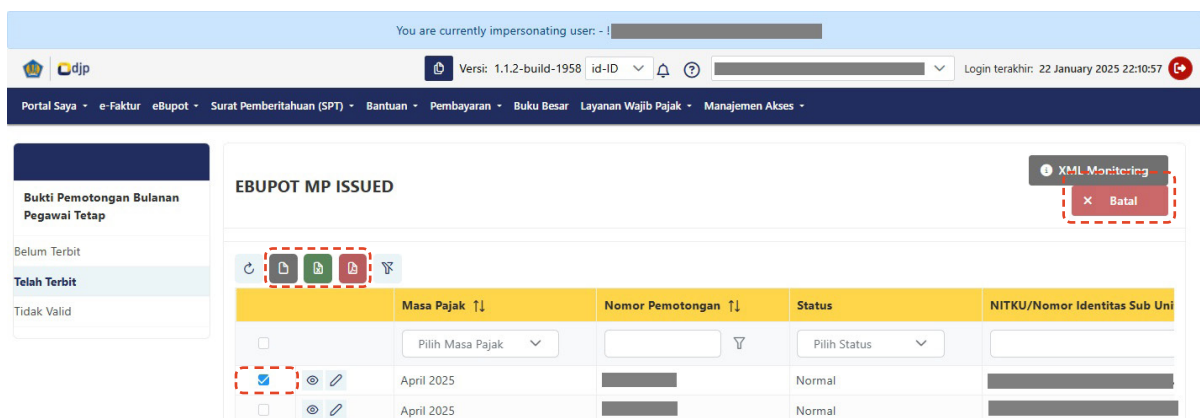 You are currently impersonating user: - !
djp
Versi: 1.1.2-build-1958 id-ID Login terakhir: 22 January 2025 22:10:57
Portal Saya e-Faktur eBupot Surat Pemberitahuan (SPT) Bantuan Pembayaran Buku Besar Layanan Wajib Pajak Manajemen Akses
Bukti Pemotongan Bulanan
Pegawai Tetap
Belum Terbit
Telah Terbit
Tidak Valid
EBUPOT MP ISSUED
XML Monitoring
Batal
Masa Pajak Nomor Pemotongan Status NITKU/Nomor Identitas Sub Uni
Pilih Masa Pajak Pilih Status
April 2025 Normal
April 2025 Normal